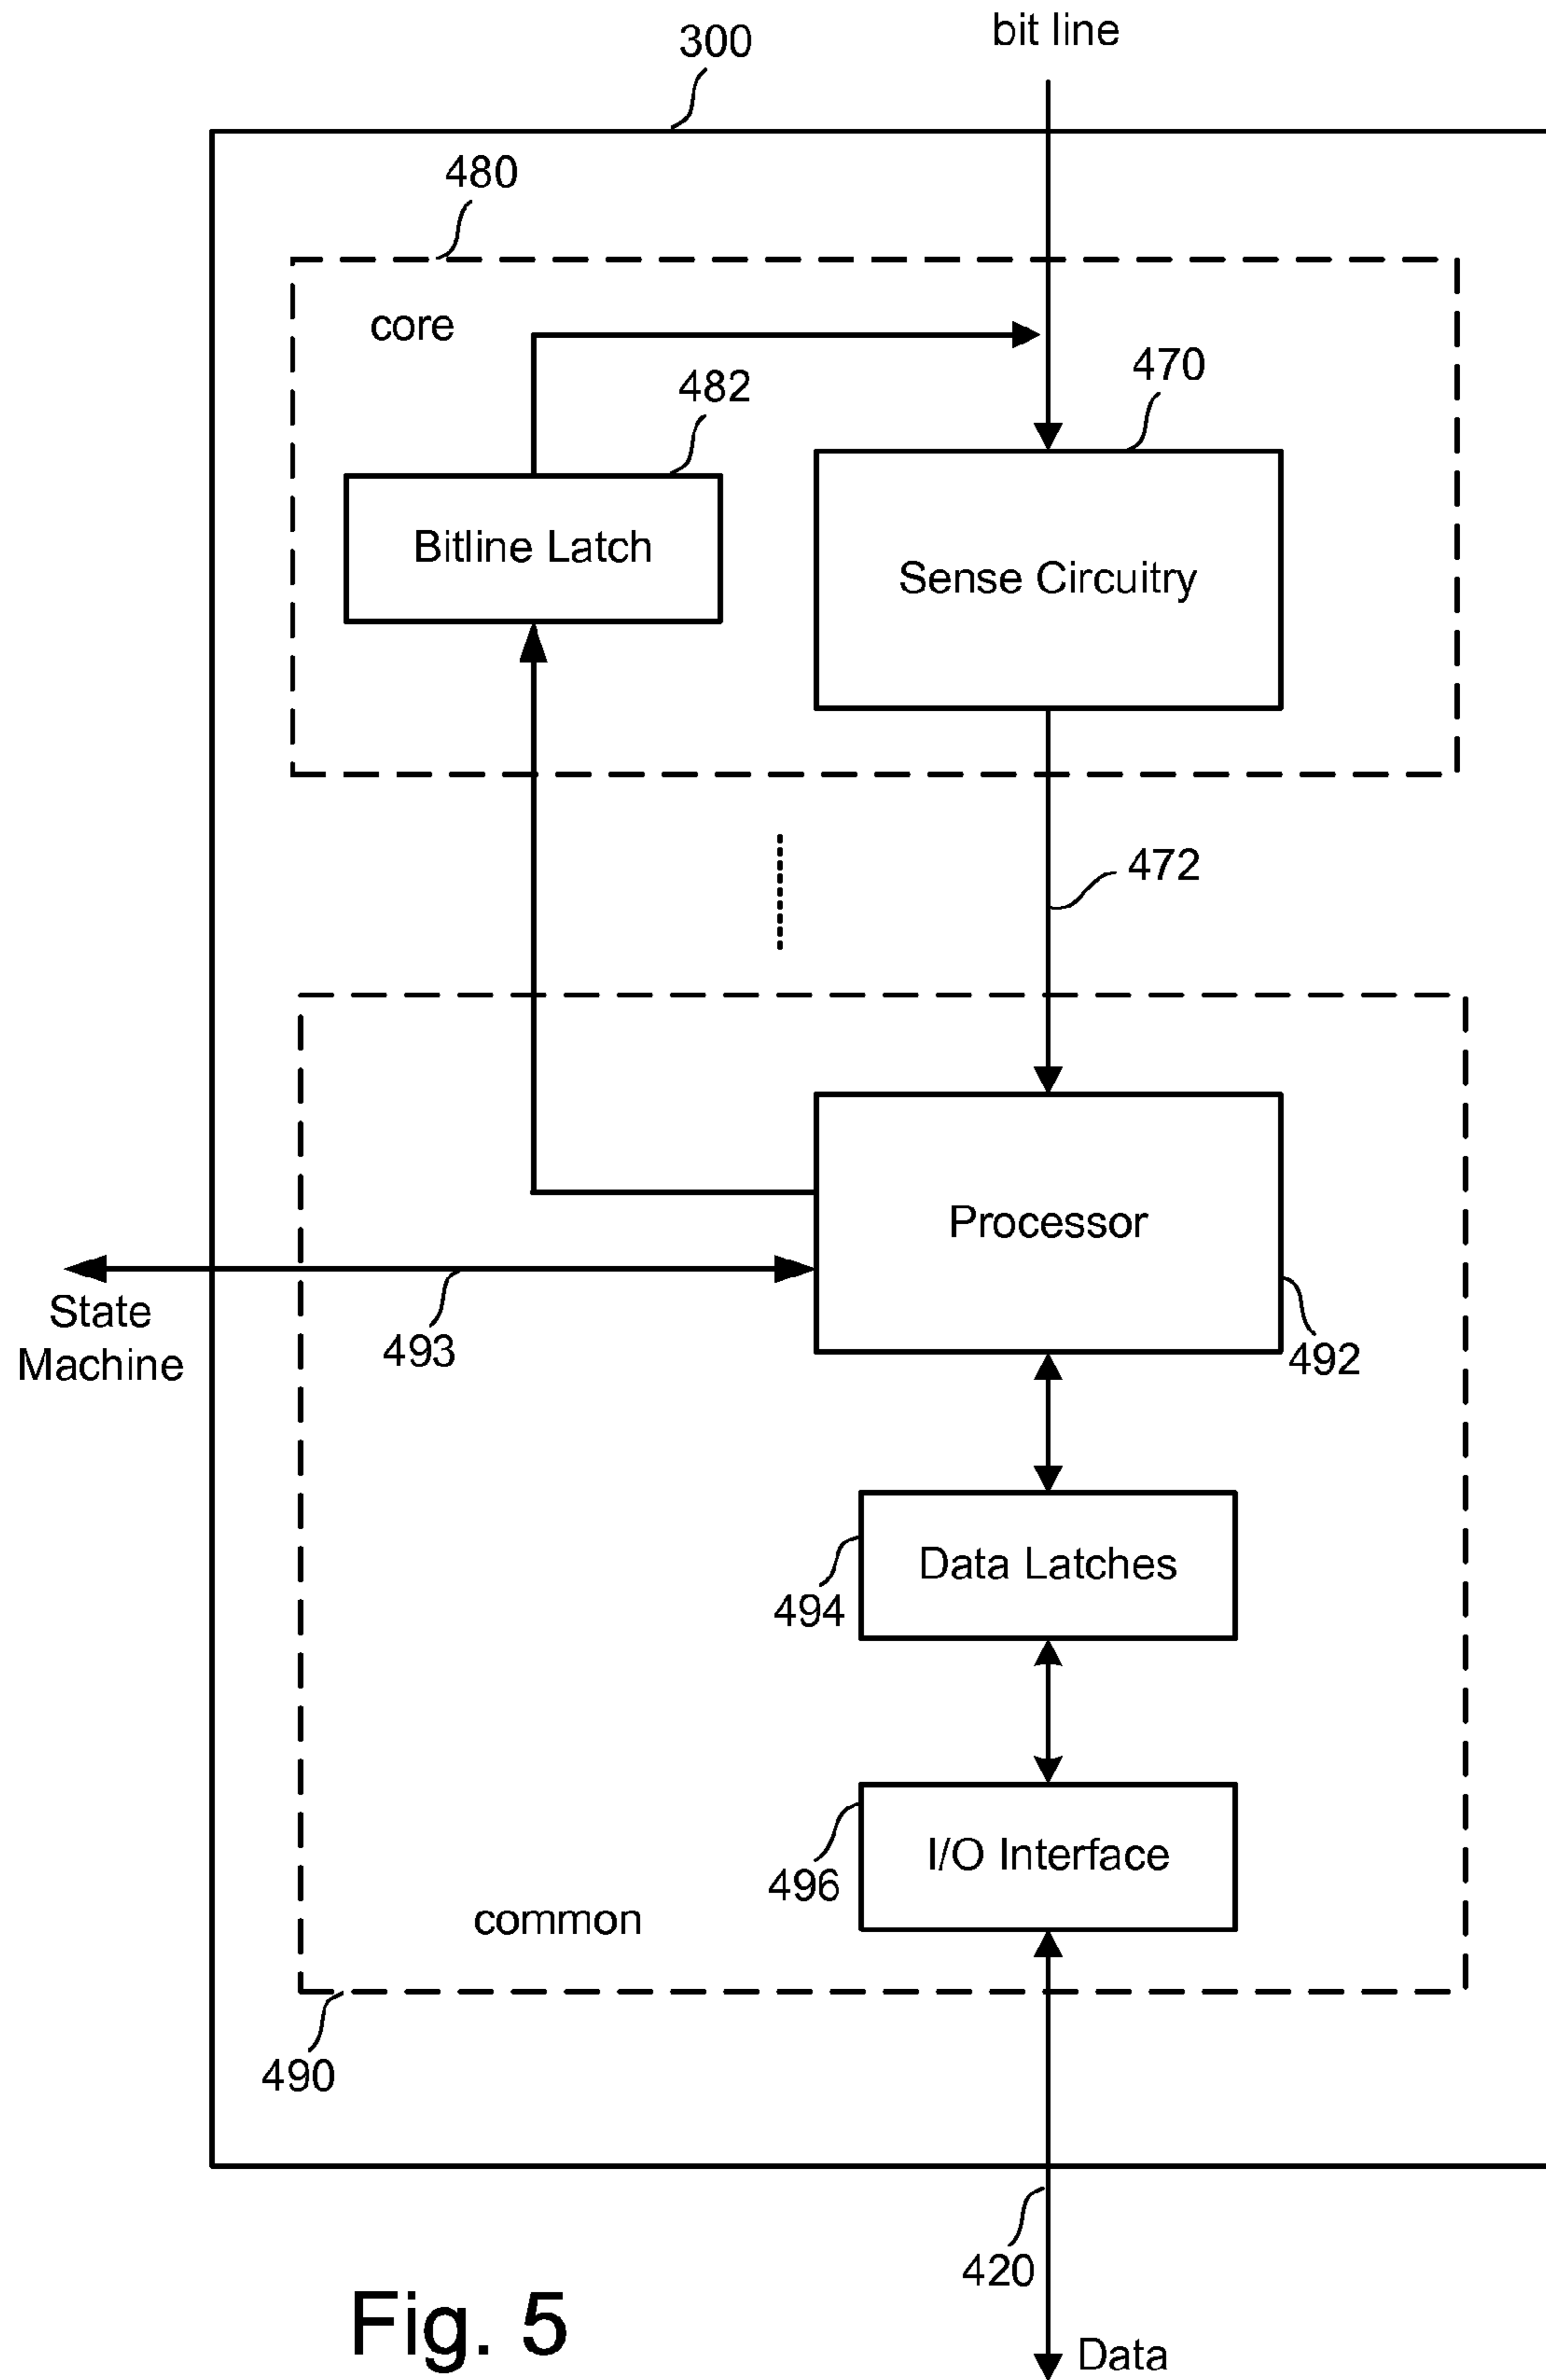 300
bit line
480
core
470
482
Bitline Latch
Sense Circuitry
472
Processor
State
Machine
493
492
Data Latches
494
I/O Interface
496
common
490
420
Fig. 5
Data